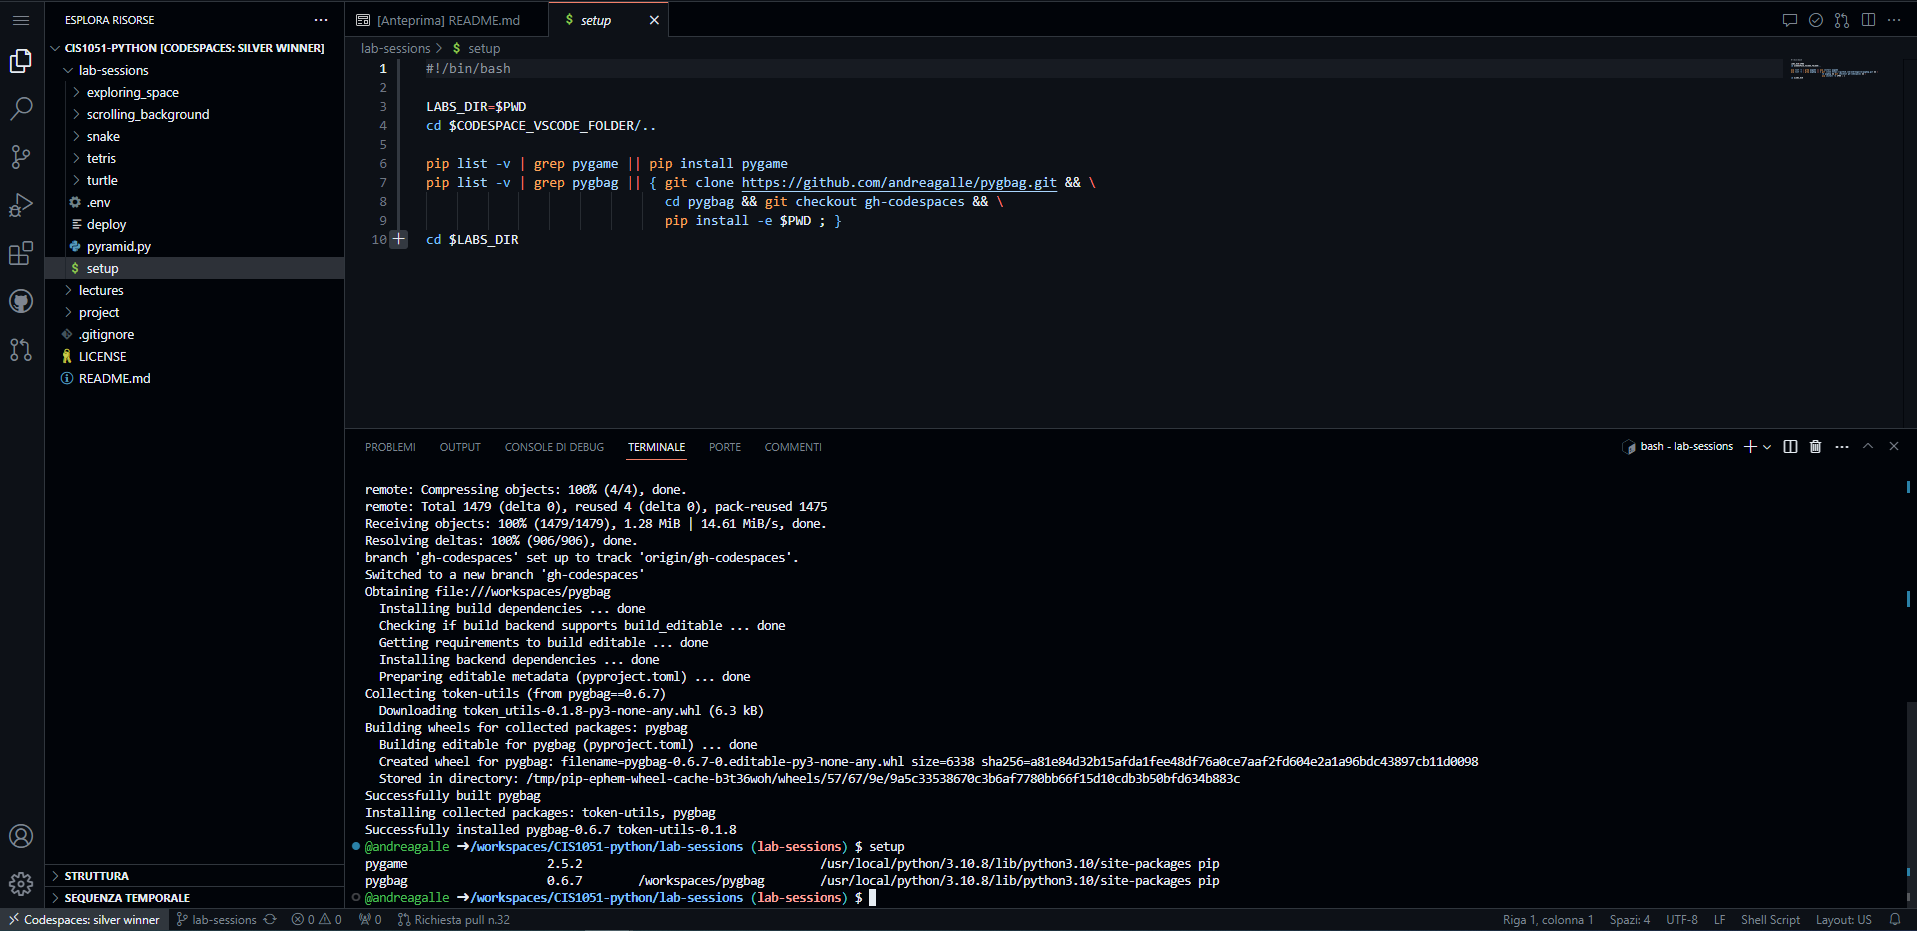 ESPLORA RISORSE
CIS1051-PYTHON [CODESPACES: SILVER WINNER]
lab-sessions
exploring_space
scrolling_background
snake
tetris
turtle
.env
deploy
pyramid.py
setup
lectures
project
.gitignore
LICENSE
README.md
STRUTTURA
SEQUENZA TEMPORALE
[Anteprima] README.md
$ setup
lab-sessions > $ setup
1 #!/bin/bash
2
3 LABS_DIR=$PWD
4 cd $CODESPACE_VSCODE_FOLDER/..
5
6 pip list -v | grep pygame || pip install pygame
7 pip list -v | grep pygbag || { git clone https://github.com/andreagalle/pygbag.git && \
8 cd pygbag && git checkout gh-codespaces && \
9 pip install -e $PWD ; }
10 cd $LABS_DIR
PROBLEMI OUTPUT CONSOLE DI DEBUG TERMINALE PORTE COMMENTI
bash - lab-sessions
remote: Compressing objects: 100% (4/4), done.
remote: Total 1479 (delta 0), reused 4 (delta 0), pack-reused 1475
Receiving objects: 100% (1479/1479), 1.28 MiB | 14.61 MiB/s, done.
Resolving deltas: 100% (906/906), done.
branch 'gh-codespaces' set up to track 'origin/gh-codespaces'.
Switched to a new branch 'gh-codespaces'
Obtaining file:///workspaces/pygbag
Installing build dependencies ... done
Checking if build backend supports build_editable ... done
Getting requirements to build editable ... done
Installing backend dependencies ... done
Preparing editable metadata (pyproject.toml) ... done
Collecting token-utils (from pygbag==0.6.7)
Downloading token_utils-0.1.8-py3-none-any.whl (6.3 kB)
Building wheels for collected packages: pygbag
Building editable for pygbag (pyproject.toml) ... done
Created wheel for pygbag: filename=pygbag-0.6.7-0.editable-py3-none-any.whl size=6338 sha256=a81e84d32b15afda1fee48df76a0ce7aaf2fd604e2a1a96bdc43897cb11d0098
Stored in directory: /tmp/pip-ephem-wheel-cache-b3t36woh/wheels/57/67/9e/9a5c33538670c3b6af7780bb66f15d10cdb3b50bfd634b883c
Successfully built pygbag
Installing collected packages: token-utils, pygbag
Successfully installed pygbag-0.6.7 token-utils-0.1.8
@andreagalle ➜/workspaces/CIS1051-python/lab-sessions (lab-sessions) $ setup
pygame 2.5.2 /usr/local/python/3.10.8/lib/python3.10/site-packages pip
pygbag 0.6.7 /workspaces/pygbag /usr/local/python/3.10.8/lib/python3.10/site-packages pip
@andreagalle ➜/workspaces/CIS1051-python/lab-sessions (lab-sessions) $
Codespaces: silver winner lab-sessions 0 0 0 Richiesta pull n.32 Riga 1, colonna 1 Spazi: 4 UTF-8 LF Shell Script Layout: US